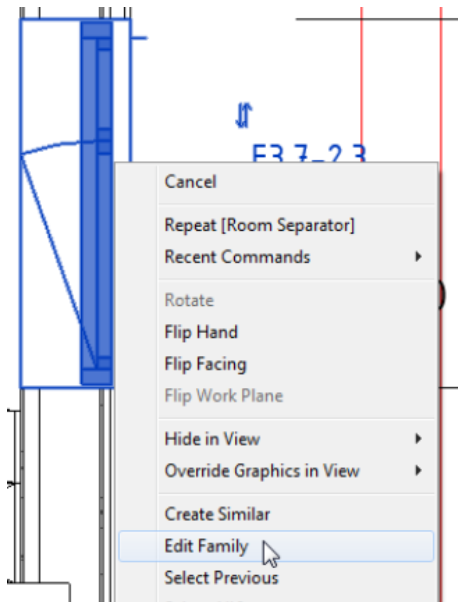 F3.7-2.3
Cancel
Repeat [Room Separator]
Recent Commands
Rotate
Flip Hand
Flip Facing
Flip Work Plane
Hide in View
Override Graphics in View
Create Similar
Edit Family
Select Previous